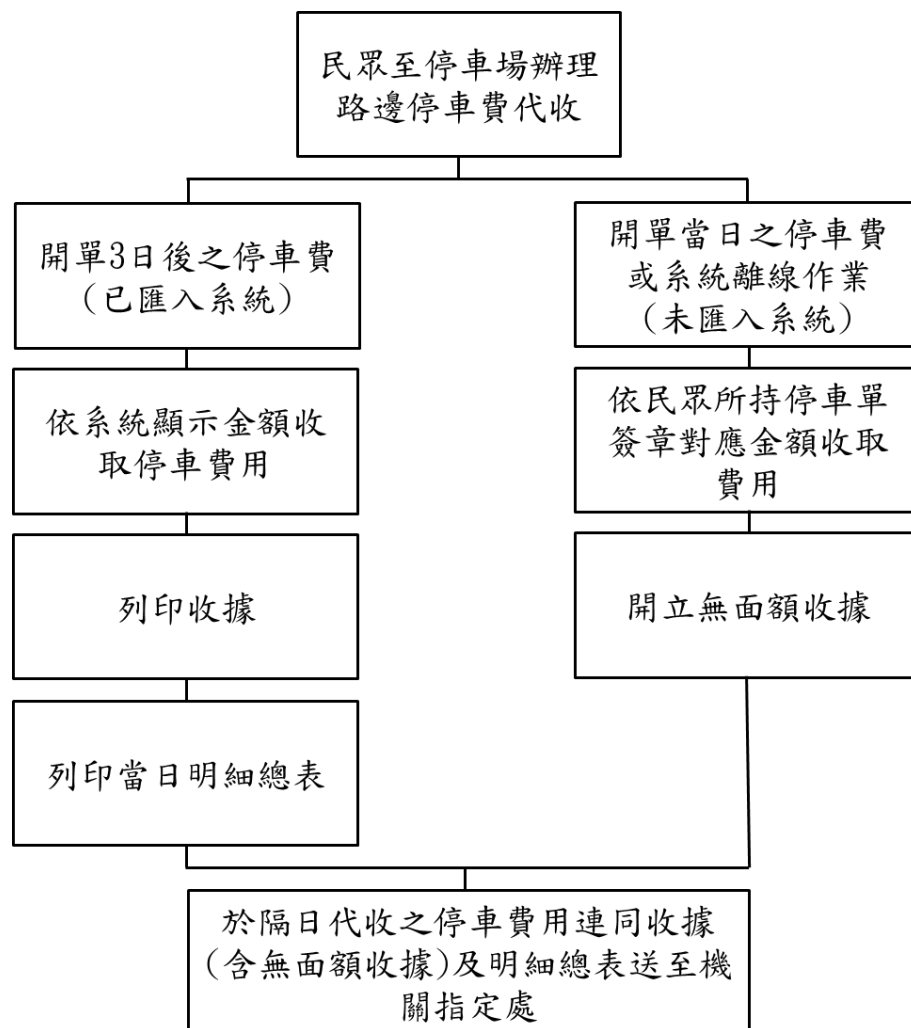 民眾至停車場辦理
路邊停車費代收
開單3日後之停車費
(已匯入系統)
依系統顯示金額收
取停車費用
列印收據
列印當日明細總表
開單當日之停車費
或系統離線作業
(未匯入系統)
依民眾所持停車單
簽章對應金額收取
費用
開立無面額收據
於隔日代收之停車費用連同收據
(含無面額收據)及明細總表送至機
關指定處